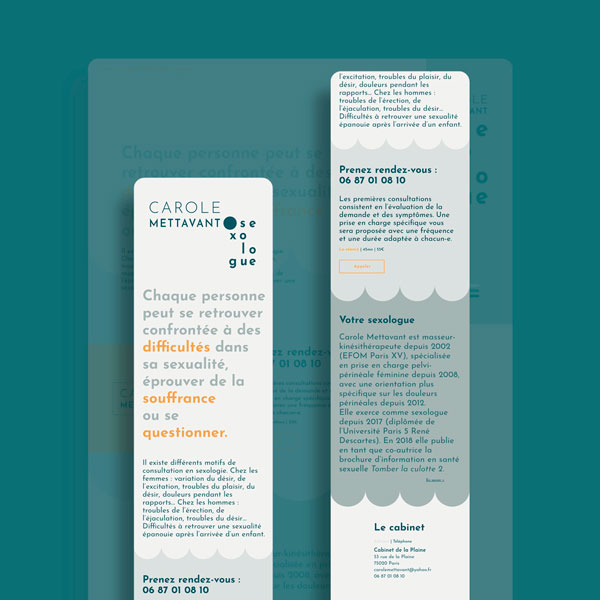 CAROLE
METTAVANT
sexologue
Chaque personne
peut se retrouver
confrontée à des
difficultés dans
sa sexualité,
éprouver de la
souffrance
ou se
questionner.
Il existe différents motifs de
consultation en sexologie. Chez les
femmes : variation du désir, de
l'excitation, troubles du plaisir, du
désir, douleurs pendant les
rapports... Chez les hommes :
troubles de l'érection, de
l'éjaculation, troubles du désir...
Difficultés à retrouver une sexualité
épanouie après l'arrivée d'un enfant.
Prenez rendez-vous :
06 87 01 08 10
l'excitation, troubles du plaisir, du
désir, douleurs pendant les
rapports... Chez les hommes :
troubles de l'érection, de
l'éjaculation, troubles du désir...
Difficultés à retrouver une sexualité
épanouie après l'arrivée d'un enfant.
Prenez rendez-vous :
06 87 01 08 10
Les premières consultations
consistent en l'évaluation de la
demande et des symptômes. Une
prise en charge spécifique vous
sera proposée avec une fréquence
et une durée adaptée à chacun·e.
| 45mn | 55€
Appeler
Votre sexologue
Carole Mettavant est masseur-
kinésithérapeute depuis 2002
(EFOM Paris XV), spécialisée
en prise en charge pelvi-
périnéale féminine depuis 2008,
avec une orientation plus
spécifique sur les douleurs
périnéales depuis 2012.
Elle exerce comme sexologue
depuis 2017 (diplômée de
l'Université Paris 5 René
Descartes). En 2018 elle publie
en tant que co-autrice la
brochure d'information en santé
sexuelle Tomber la culotte 2.
Le cabinet
| Téléphone
Cabinet de la Plaine
53 rue de la Plaine
75020 Paris
carolemettavant@yahoo.fr
06 87 01 08 10